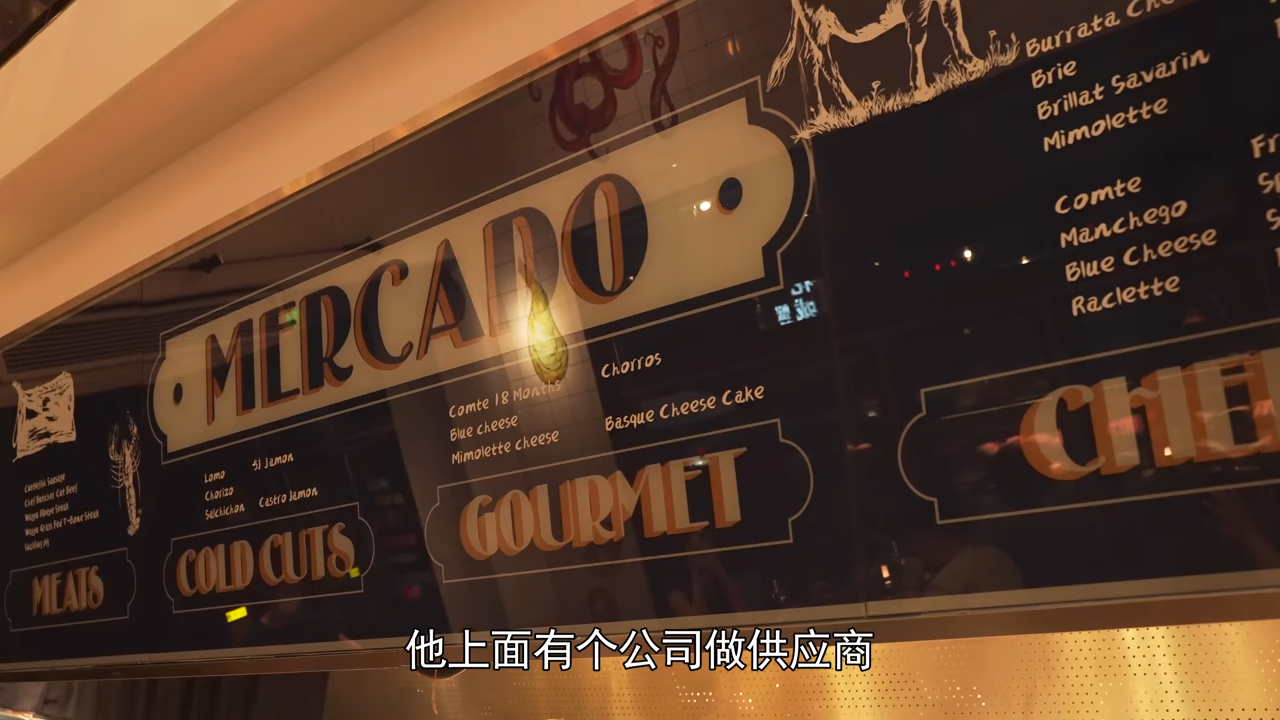 MERCADO
Comte 18 Months
Blue cheese
Mimolette cheese
Chorros
Basque Cheese Cake
GOURMET
Lomo
Chorizo
Salchichon
5J Jamon
Castro Jamon
COLD CUTS
MEATS
Burrata
Brie
Brillat Savarin
Mimolette
Comte
Manchego
Blue Cheese
Raclette
CHE
他上面有个公司做供应商